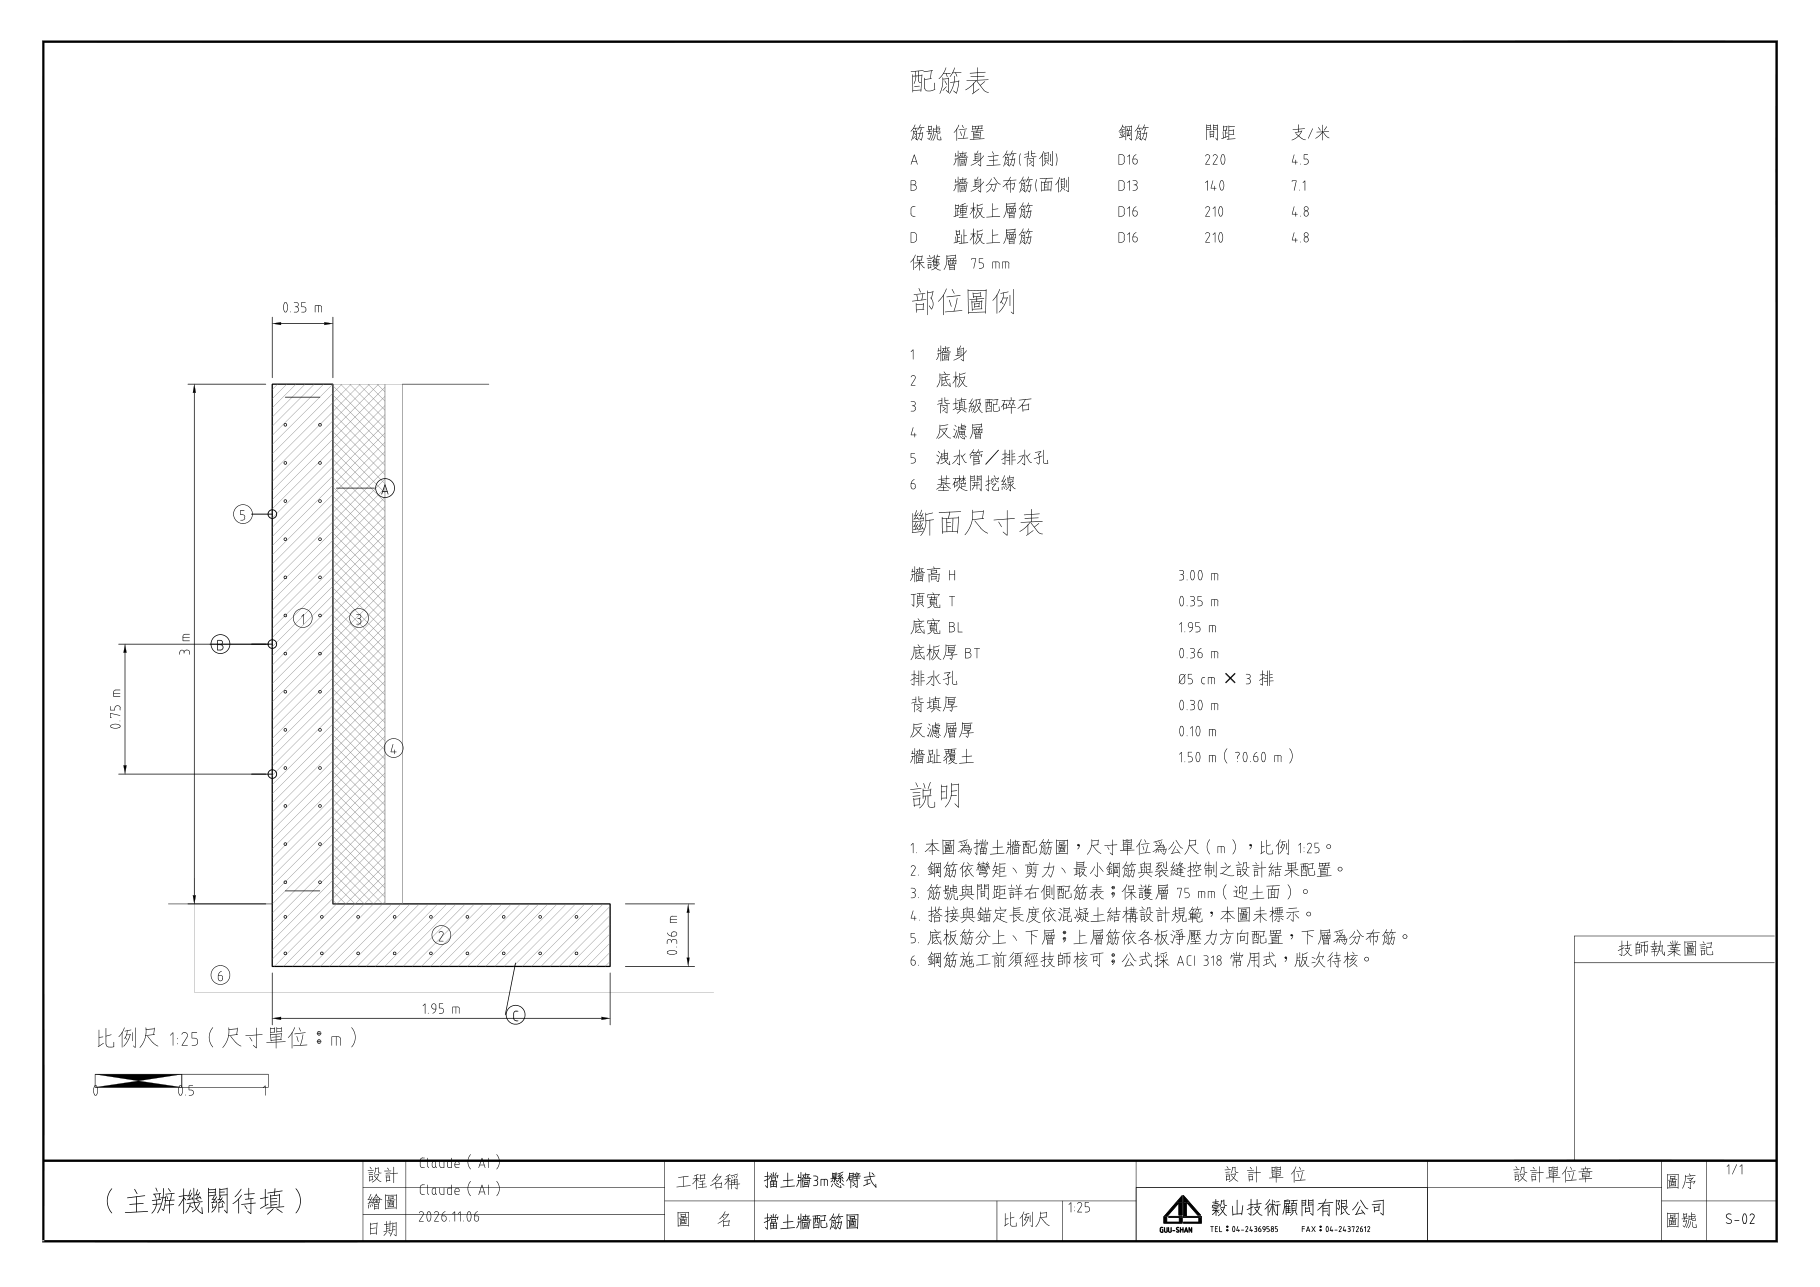 配筋表
筋號 位置 鋼筋 間距 支/米
A 牆身主筋(背側) D16 220 4.5
B 牆身分布筋(面側 D13 140 7.1
C 踵板上層筋 D16 210 4.8
D 趾板上層筋 D16 210 4.8
保護層 75 mm
部位圖例
1 牆身
2 底板
3 背填級配碎石
4 反濾層
5 洩水管／排水孔
6 基礎開挖線
斷面尺寸表
牆高 H 3.00 m
頂寬 T 0.35 m
底寬 BL 1.95 m
底板厚 BT 0.36 m
排水孔 Ø5 cm × 3 排
背填厚 0.30 m
反濾層厚 0.10 m
牆趾覆土 1.50 m（?0.60 m）
説明
1. 本圖為擋土牆配筋圖，尺寸單位為公尺（m），比例 1:25。
2. 鋼筋依彎矩、剪力、最小鋼筋與裂縫控制之設計結果配置。
3. 筋號與間距詳右側配筋表；保護層 75 mm（迎土面）。
4. 搭接與錨定長度依混凝土結構設計規範，本圖未標示。
5. 底板筋分上、下層；上層筋依各板淨壓力方向配置，下層為分布筋。
6. 鋼筋施工前須經技師核可；公式採 ACI 318 常用式，版次待核。
0.35 m
A
5
1
3
B
3 m
0.75 m
4
2
0.36 m
6
1.95 m
C
比例尺 1:25（尺寸單位：m）
0 0.5 1
技師執業圖記
（主辦機關待填）
設計 Claude（AI）
繪圖 Claude（AI）
日期 2026.11.06
工程名稱 擋土牆3m懸臂式
圖 名 擋土牆配筋圖
比例尺 1:25
設計單位
GUU-SHAN
穀山技術顧問有限公司
TEL：04-24369585 FAX：04-24372612
設計單位章
圖序 1/1
圖號 S-02